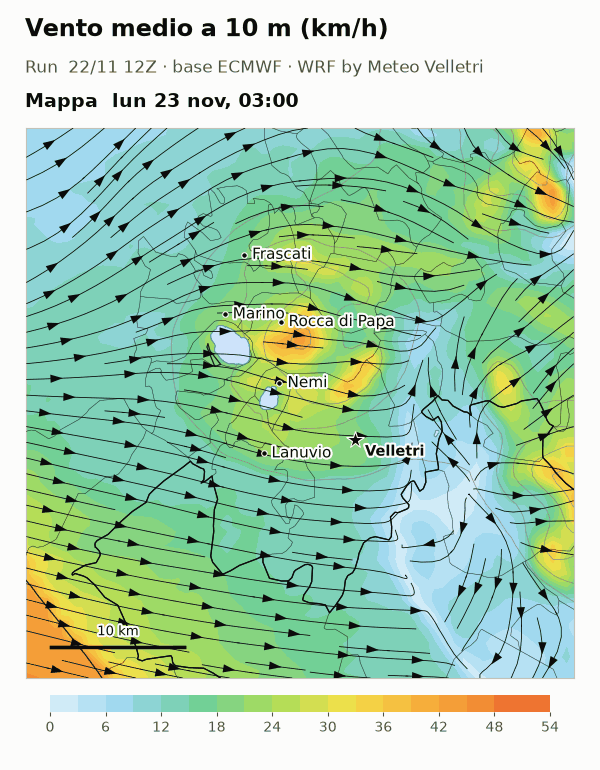 Vento medio a 10 m (km/h)
Run  22/11 12Z · base ECMWF · WRF by Meteo Velletri
Mappa  lun 23 nov, 03:00
Frascati
Marino
Rocca di Papa
Nemi
Velletri
Lanuvio
10 km
0 6 12 18 24 30 36 42 48 54